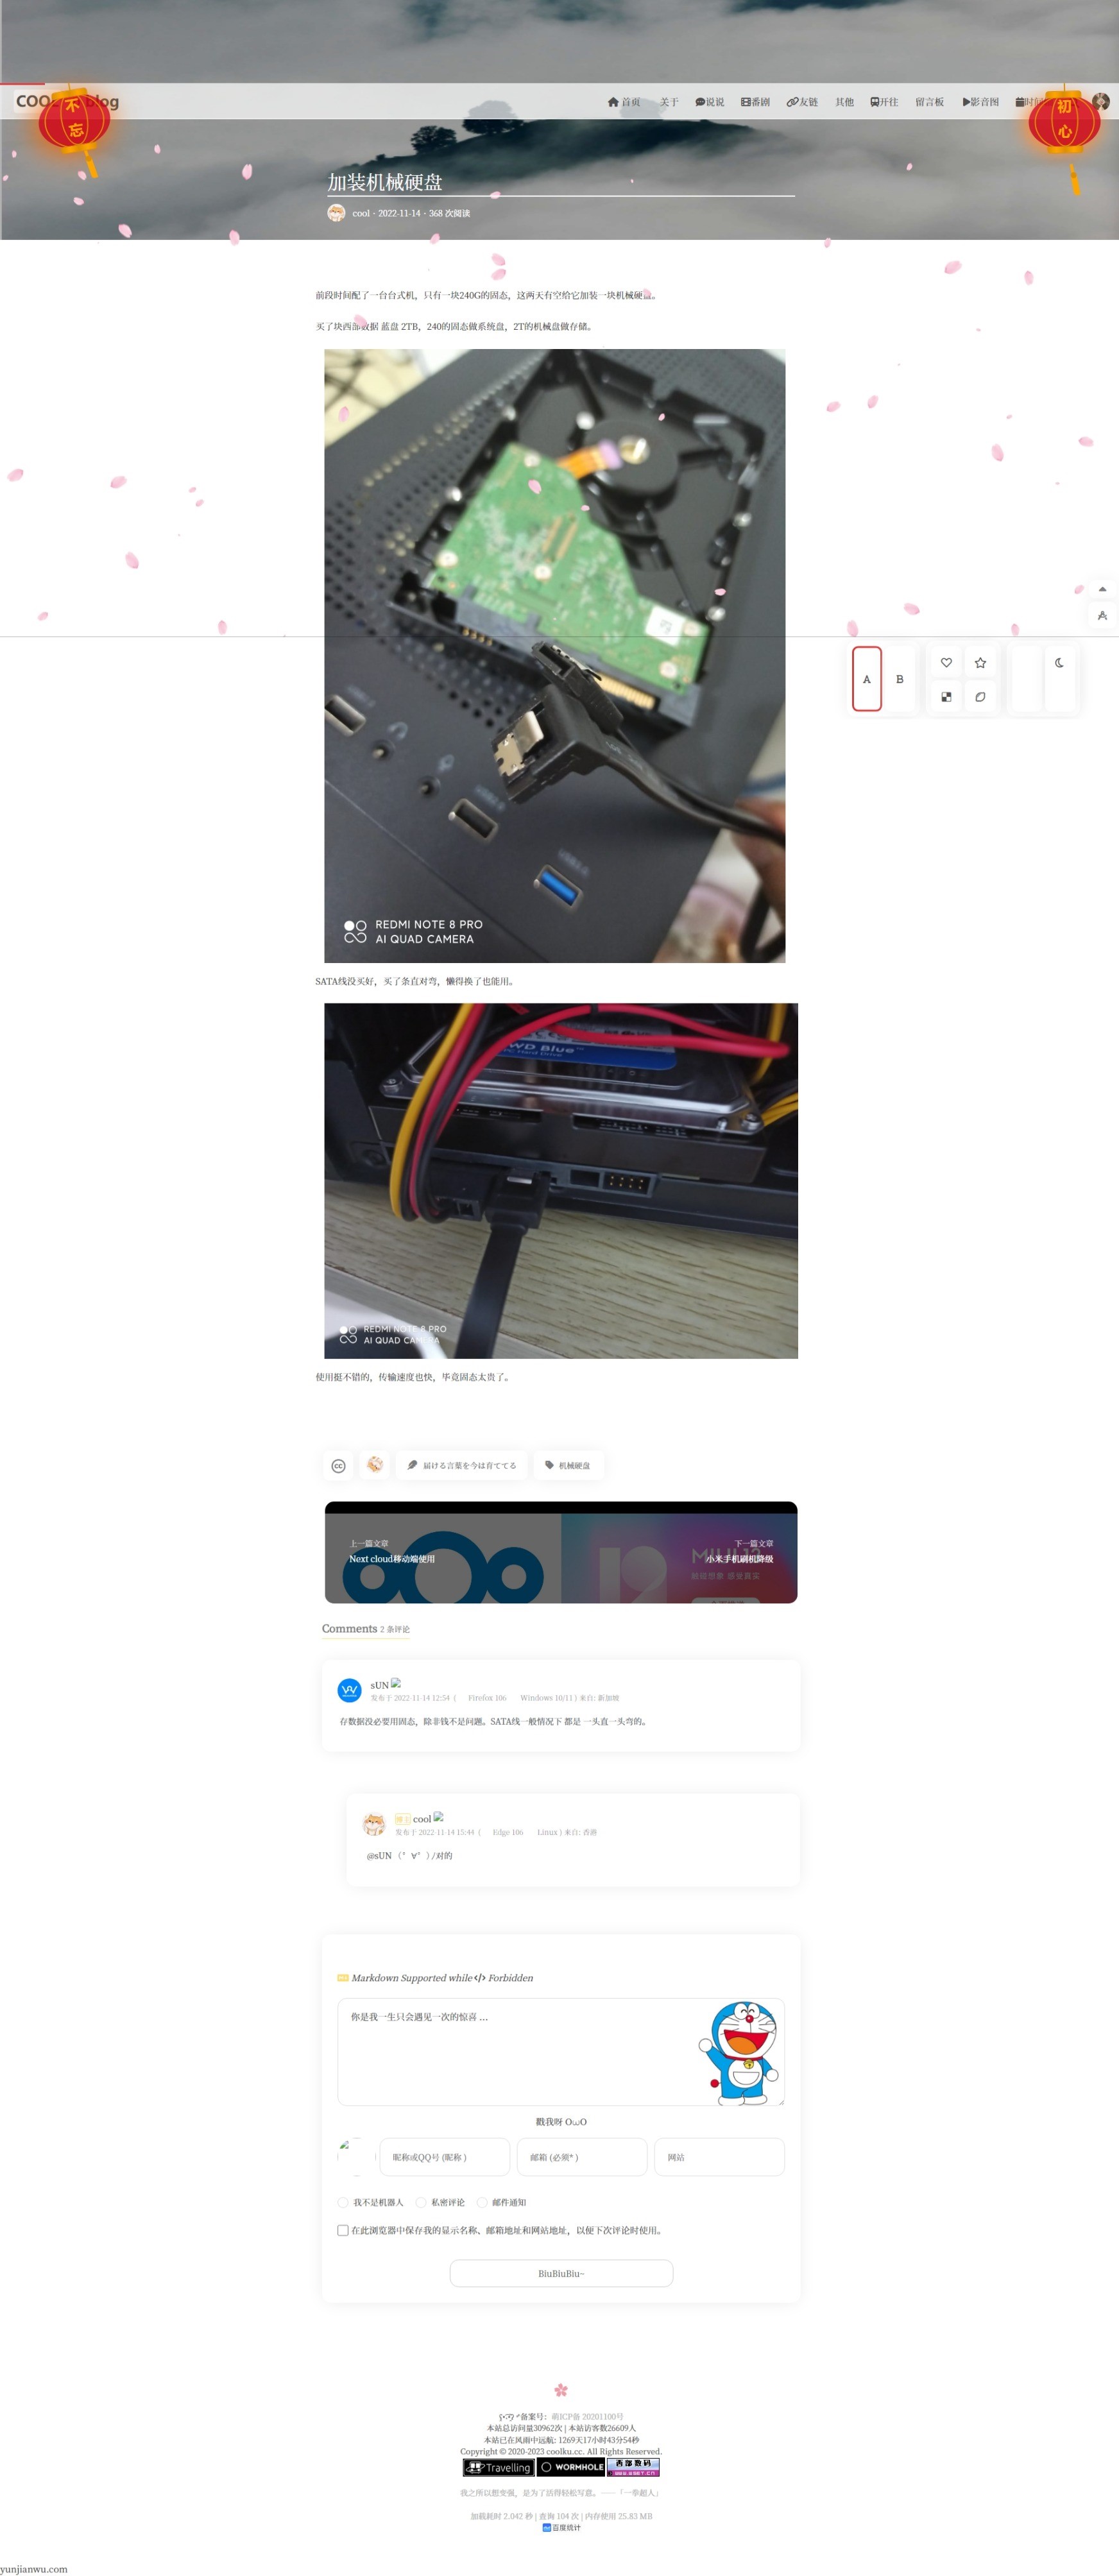 COO blog
首页 关于 说说 番剧 友链 其他 开往 留言板 影音图 时间
不忘
初心
加装机械硬盘
cool · 2022-11-14 · 368 次阅读
前段时间配了一台台式机，只有一块240G的固态，这两天有空给它加装一块机械硬盘。
买了块西部数据 蓝盘 2TB，240的固态做系统盘，2T的机械盘做存储。
REDMI NOTE 8 PRO
AI QUAD CAMERA
A B
SATA线没买好，买了条直对弯，懒得换了也能用。
WD Blue™
PC Hard Drive
REDMI NOTE 8 PRO
AI QUAD CAMERA
使用挺不错的，传输速度也快，毕竟固态太贵了。
届ける言葉を今は育ててる
机械硬盘
上一篇文章
Next cloud移动端使用
下一篇文章
小米手机刷机降级
Comments 2 条评论
sUN
发布于 2022-11-14 12:54 ( Firefox 106 Windows 10/11 ) 来自: 新加坡
存数据没必要用固态，除非钱不是问题。SATA线一般情况下 都是 一头直一头弯的。
博主 cool
发布于 2022-11-14 15:44 ( Edge 106 Linux ) 来自: 香港
@sUN （゜∀゜）/对的
Markdown Supported while </> Forbidden
你是我一生只会遇见一次的惊喜 ...
戳我呀 OωO
昵称或QQ号 (昵称 )
邮箱 (必须* )
网站
我不是机器人 私密评论 邮件通知
在此浏览器中保存我的显示名称、邮箱地址和网站地址，以便下次评论时使用。
BiuBiuBiu~
备案号：萌ICP备 20201100号
本站总访问量30962次 | 本站访客数26609人
本站已在风雨中远航: 1269天17小时43分54秒
Copyright © 2020-2023 coolku.cc. All Rights Reserved.
Travelling WORMHOLE 西部数码
我之所以想变强，是为了活得轻松写意。 ——「一拳超人」
加载耗时 2.042 秒 | 查询 104 次 | 内存使用 25.83 MB
百度统计
yunjianwu.com